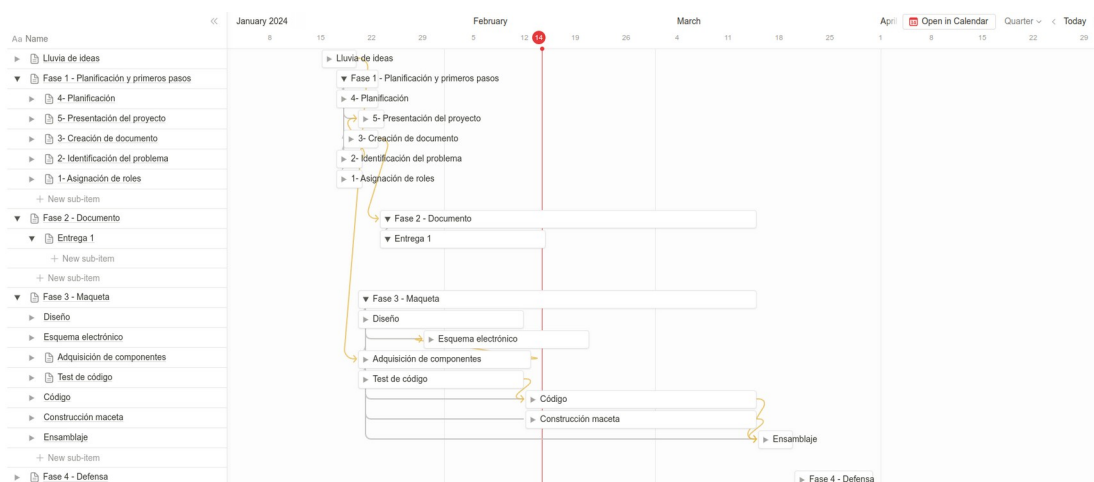 January 2024 February March April Open in Calendar Quarter Today
Aa Name 8 15 22 29 5 12 14 19 26 4 11 18 25 1 8 15 22 29
Lluvia de ideas Lluvia de ideas
Fase 1 - Planificación y primeros pasos Fase 1 - Planificación y primeros pasos
4- Planificación 4- Planificación
5- Presentación del proyecto 5- Presentación del proyecto
3- Creación de documento 3- Creación de documento
2- Identificación del problema 2- Identificación del problema
1- Asignación de roles 1- Asignación de roles
+ New sub-item
Fase 2 - Documento Fase 2 - Documento
Entrega 1 Entrega 1
+ New sub-item
+ New sub-item
Fase 3 - Maqueta Fase 3 - Maqueta
Diseño Diseño
Esquema electrónico Esquema electrónico
Adquisición de componentes Adquisición de componentes
Test de código Test de código
Código Código
Construcción maceta Construcción maceta
Ensamblaje Ensamblaje
+ New sub-item
Fase 4 - Defensa Fase 4 - Defensa